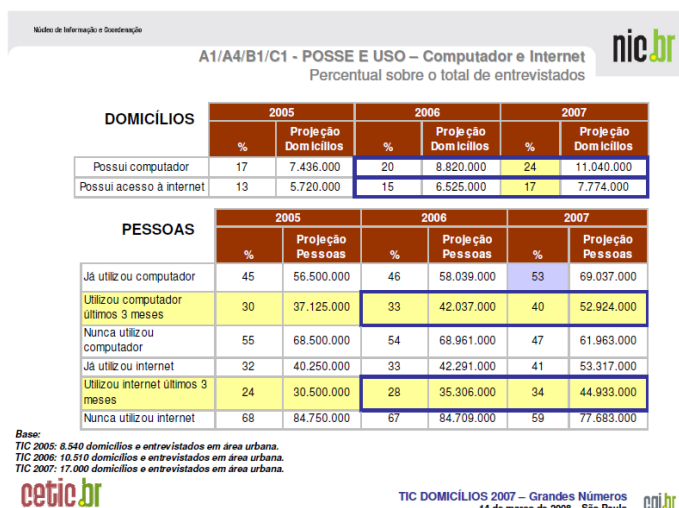 Núcleo de Informação e Coordenação
nic.br
A1/A4/B1/C1 - POSSE E USO – Computador e Internet
Percentual sobre o total de entrevistados
DOMICÍLIOS 2005 2006 2007
% Projeção Domicílios % Projeção Domicílios % Projeção Domicílios
Possui computador 17 7.436.000 20 8.820.000 24 11.040.000
Possui acesso à internet 13 5.720.000 15 6.525.000 17 7.774.000
PESSOAS 2005 2006 2007
% Projeção Pessoas % Projeção Pessoas % Projeção Pessoas
Já utilizou computador 45 56.500.000 46 58.039.000 53 69.037.000
Utilizou computador últimos 3 meses 30 37.125.000 33 42.037.000 40 52.924.000
Nunca utilizou computador 55 68.500.000 54 68.961.000 47 61.963.000
Já utilizou internet 32 40.250.000 33 42.291.000 41 53.317.000
Utilizou internet últimos 3 meses 24 30.500.000 28 35.306.000 34 44.933.000
Nunca utilizou internet 68 84.750.000 67 84.709.000 59 77.683.000
Base:
TIC 2005: 8.540 domicílios e entrevistados em área urbana.
TIC 2006: 10.510 domicílios e entrevistados em área urbana.
TIC 2007: 17.000 domicílios e entrevistados em área urbana.
cetic.br
TIC DOMICÍLIOS 2007 – Grandes Números
14 de março de 2008 – São Paulo
cgi.br